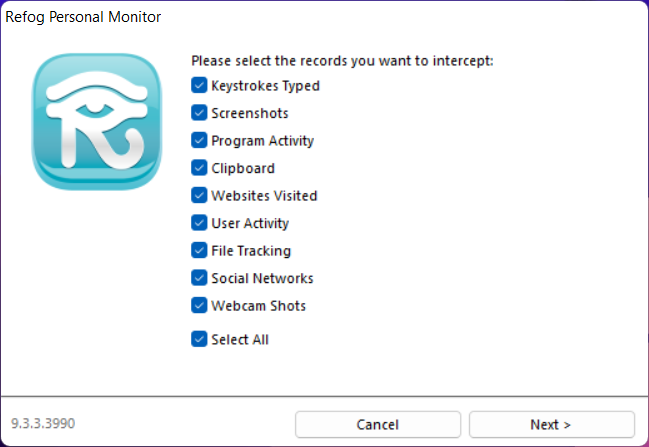 Refog Personal Monitor
Please select the records you want to intercept:
Keystrokes Typed
Screenshots
Program Activity
Clipboard
Websites Visited
User Activity
File Tracking
Social Networks
Webcam Shots
Select All
9.3.3.3990
Cancel
Next >